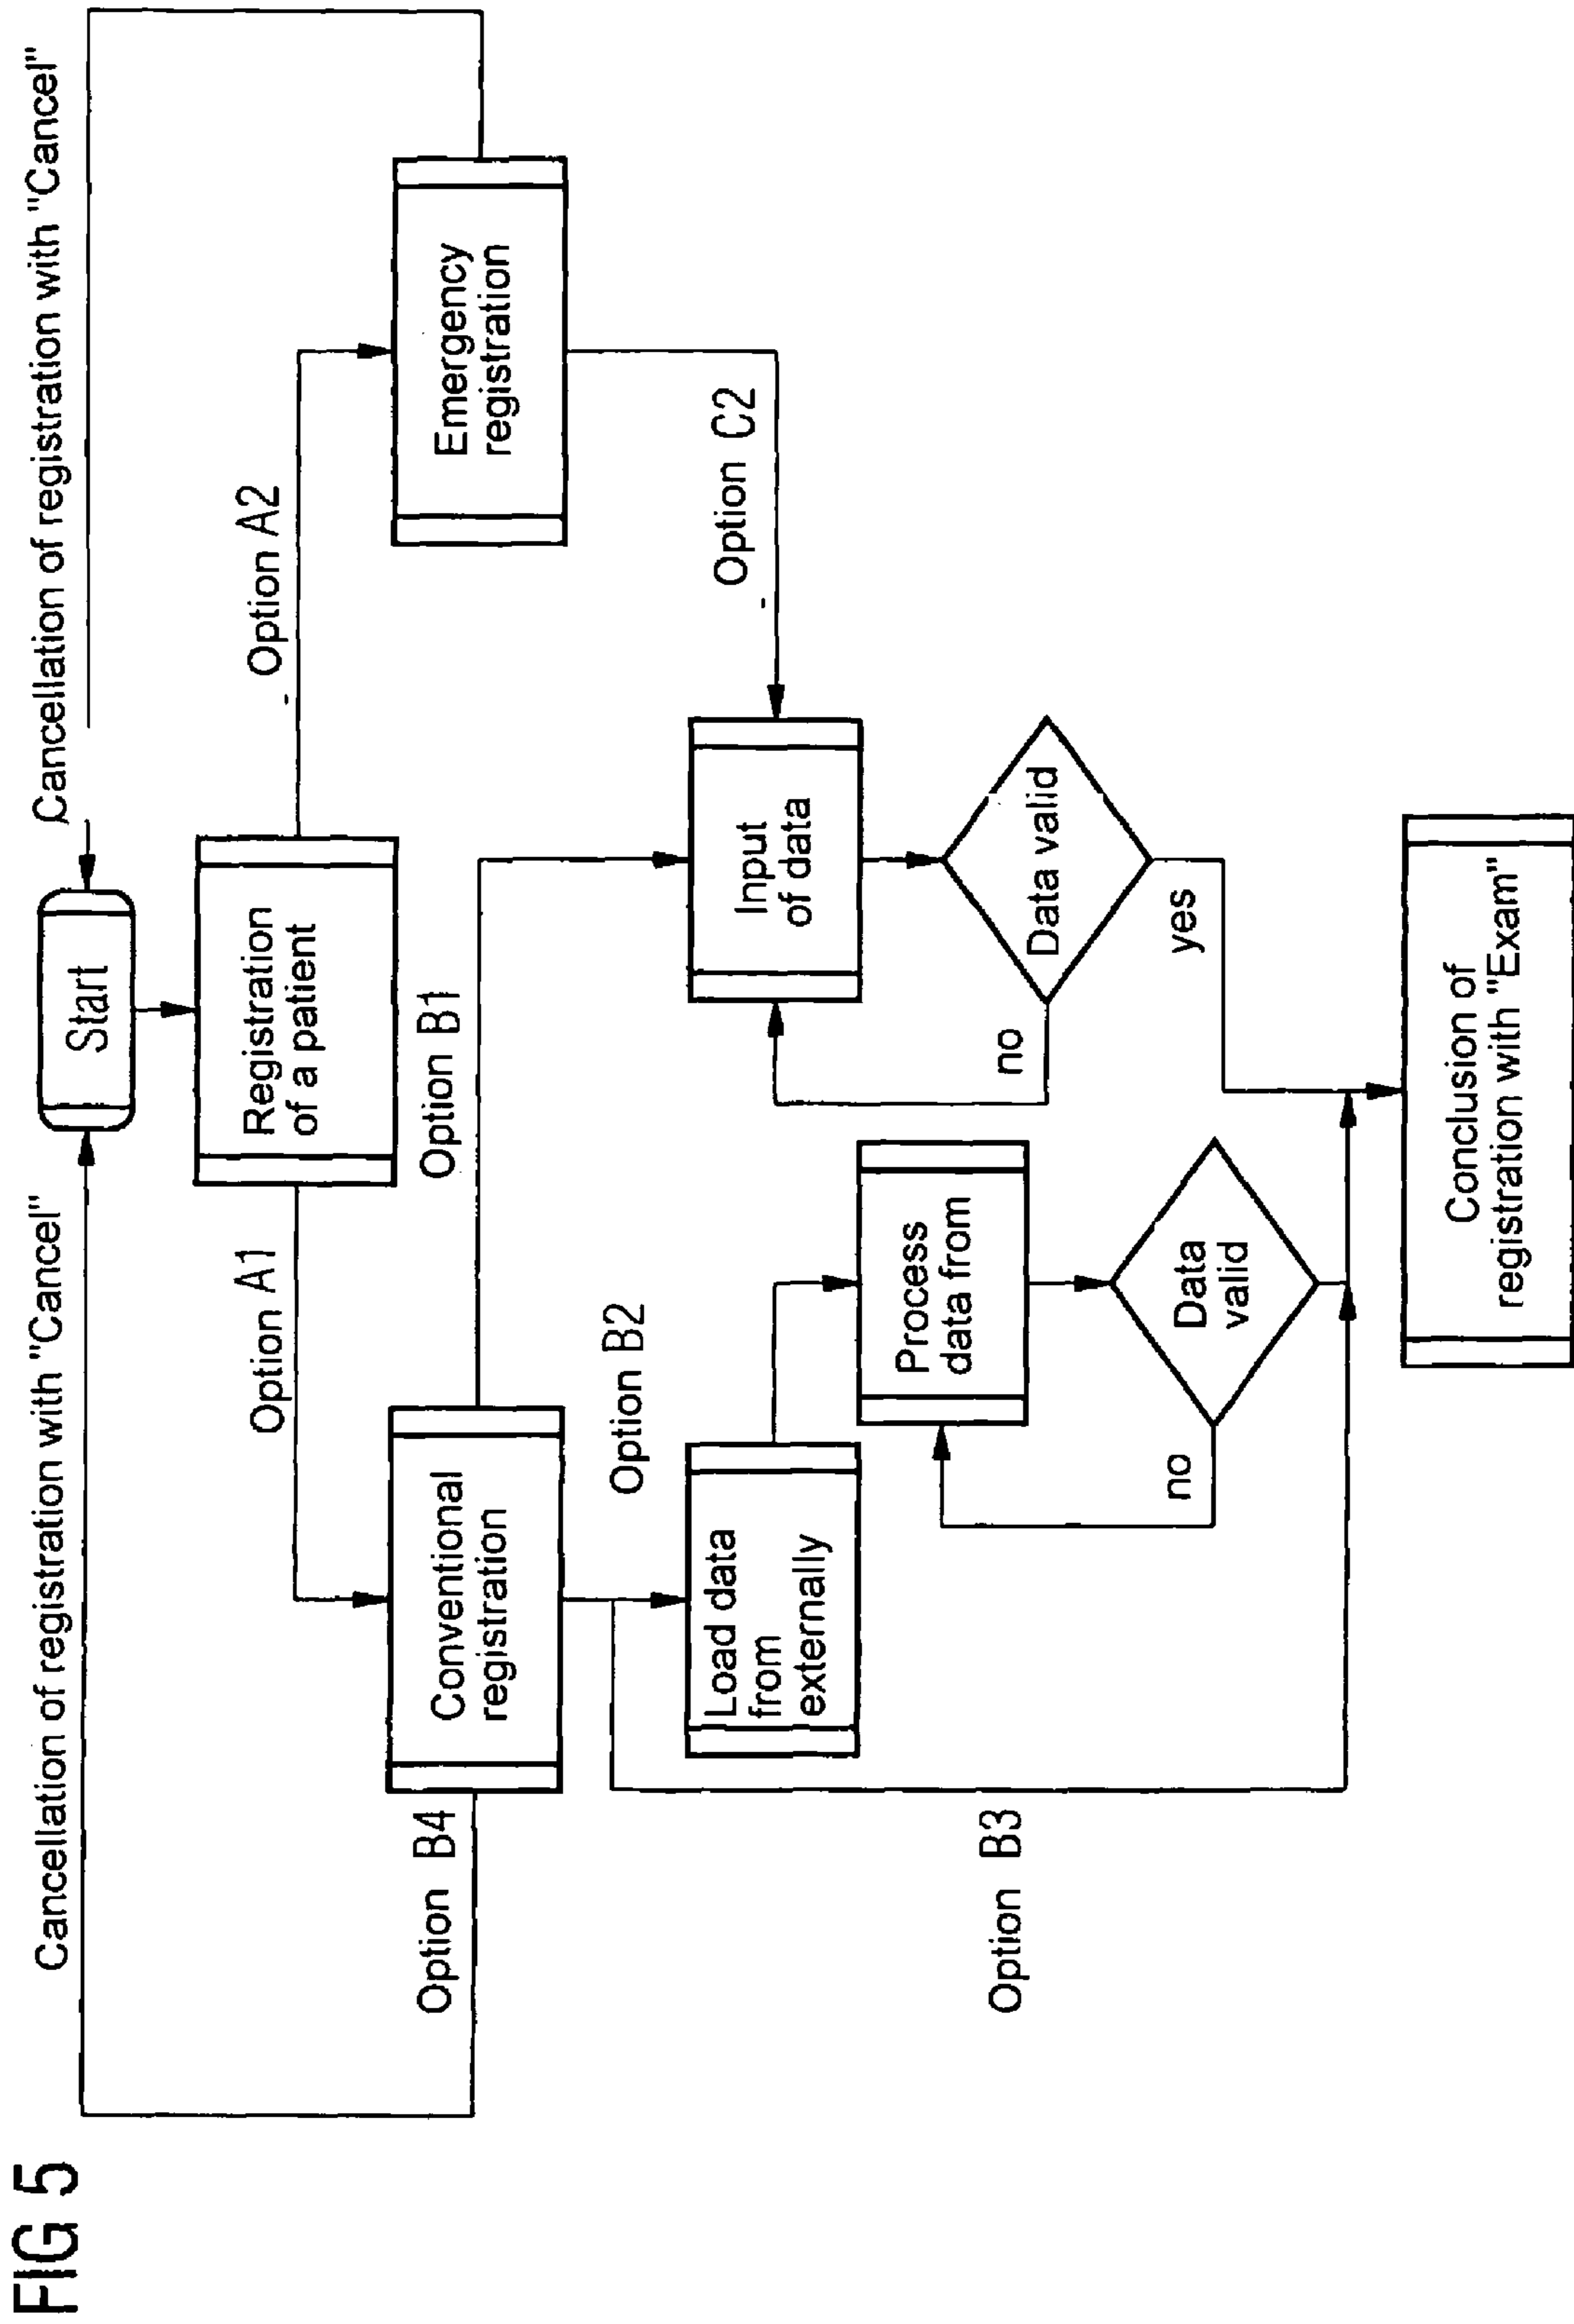 FIG 5
Cancellation of registration with "Cancel"
Cancellation of registration with "Cancel"
Start
Registration
of a patient
Option A1
Option A2
Option B4
Conventional
registration
Option B1
Emergency
registration
Option B2
Option C2
Load data
from
externally
Input
of data
Process
data from
no
Data valid
yes
Option B3
no
Data
valid
Conclusion of
registration with "Exam"